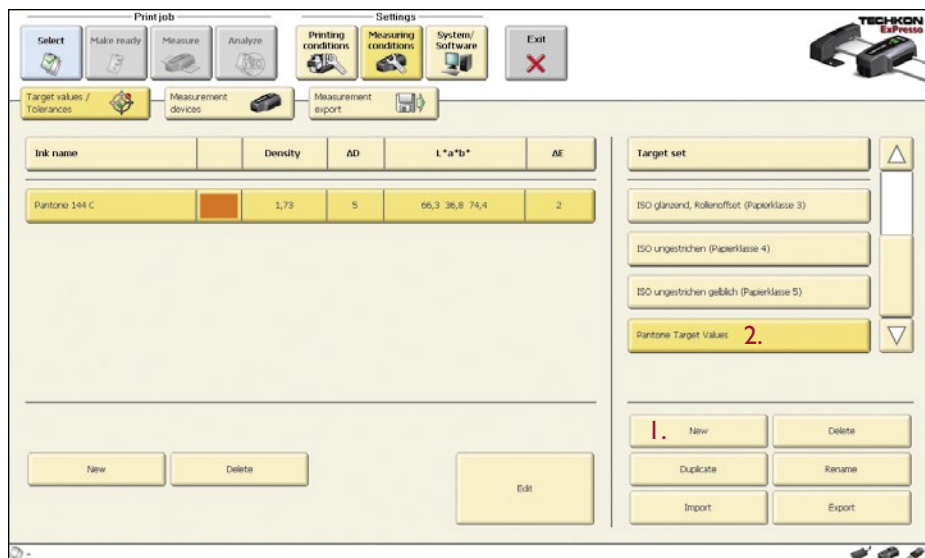 Print job
Settings
Select
Make ready
Measure
Analyze
Printing
conditions
Measuring
conditions
System/
Software
Exit
TECHKON
ExPresso
Target values /
Tolerances
Measurement
devices
Measurement
export
Ink name Density ΔD L*a*b* ΔE
Pantone 144 C 1,73 5 66,3 36,8 74,4 2
Target set
ISO glänzend, Rollenoffset (Papierklasse 3)
ISO ungestrichen (Papierklasse 4)
ISO ungestrichen gelblich (Papierklasse 5)
Pantone Target Values 2.
New
Delete
Edit
1. New
Delete
Duplicate
Rename
Import
Export
-